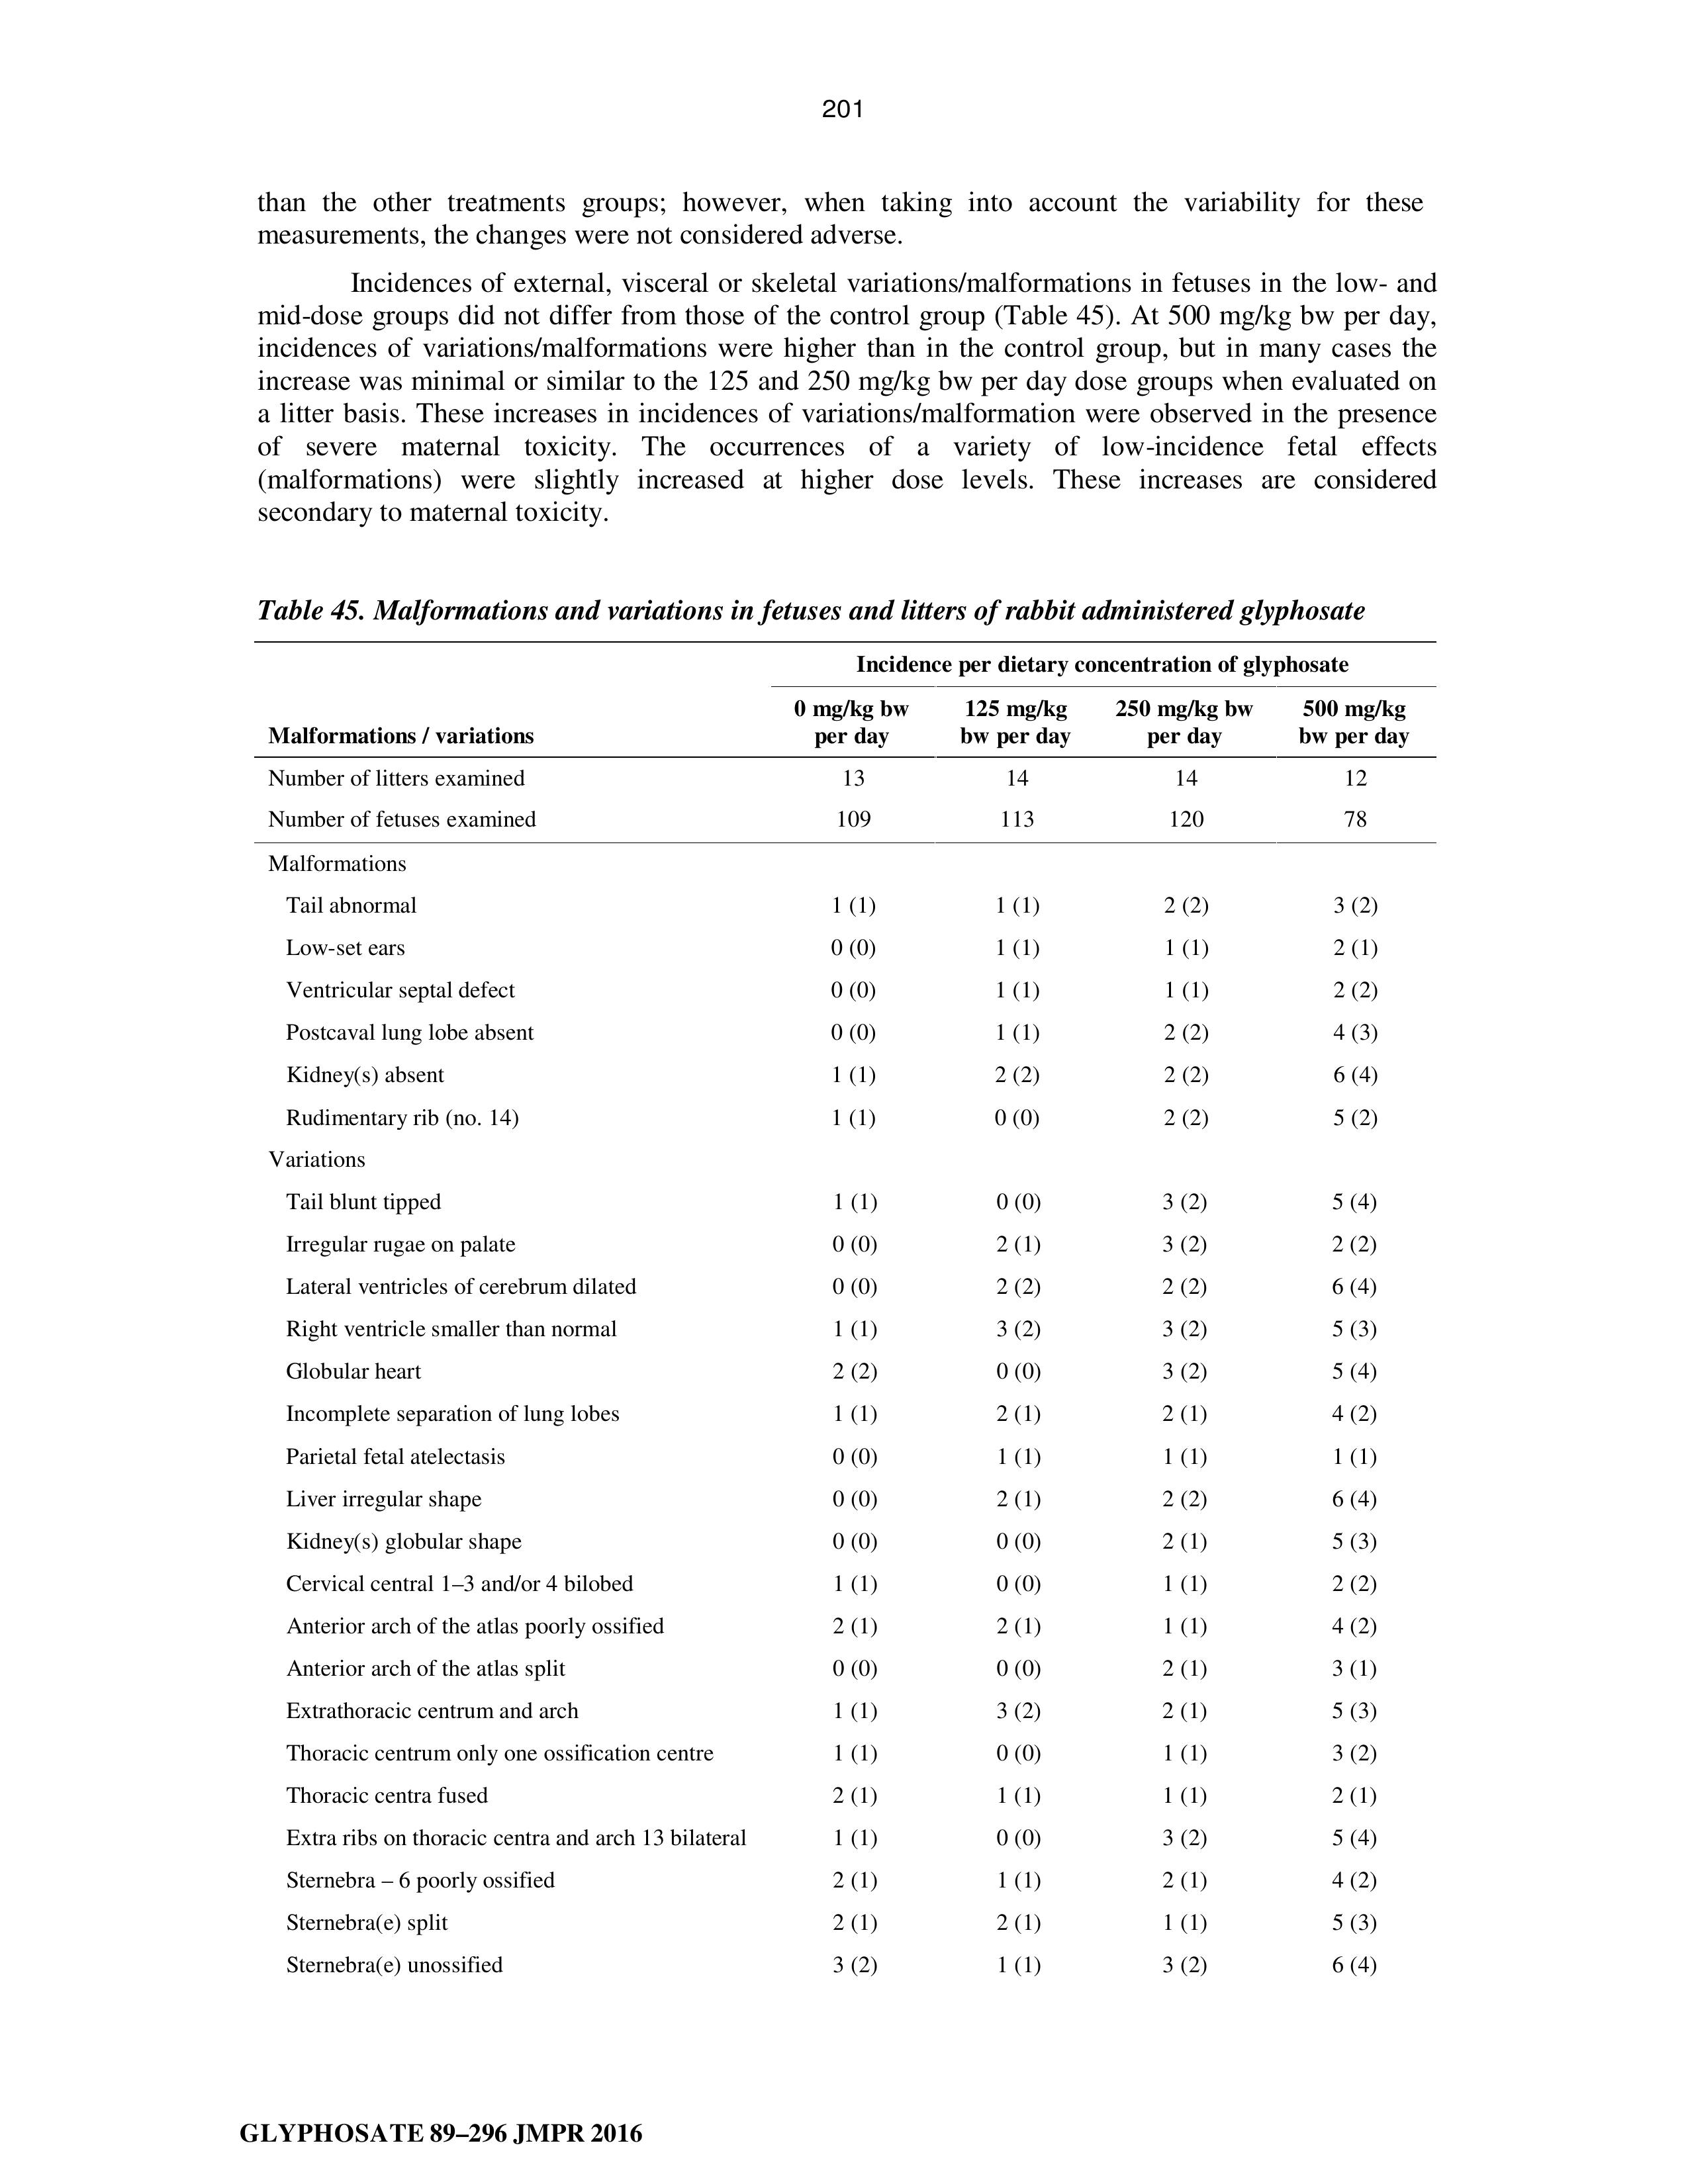 201
than the other treatments groups; however, when taking into account the variability for these
measurements, the changes were not considered adverse.
Incidences of external, visceral or skeletal variations/malformations in fetuses in the low- and
mid-dose groups did not differ from those of the control group (Table 45). At 500 mg/kg bw per day,
incidences of variations/malformations were higher than in the control group, but in many cases the
increase was minimal or similar to the 125 and 250 mg/kg bw per day dose groups when evaluated on
a litter basis. These increases in incidences of variations/malformation were observed in the presence
of severe maternal toxicity. The occurrences of a variety of low-incidence fetal effects
(malformations) were slightly increased at higher dose levels. These increases are considered
secondary to maternal toxicity.
Table 45. Malformations and variations in fetuses and litters of rabbit administered glyphosate
Incidence per dietary concentration of glyphosate
0 mg/kg bw 125 mg/kg 250 mg/kg bw 500 mg/kg
Malformations / variations per day bw per day per day bw per day
Number of litters examined 13 14 14 12
Number of fetuses examined 109 113 120 78
Malformations
Tail abnormal 1 (1) 1 (1) 2 (2) 3 (2)
Low-set ears 0 (0) 1 (1) 1 (1) 2 (1)
Ventricular septal defect 0 (0) 1 (1) 1 (1) 2 (2)
Postcaval lung lobe absent 0 (0) 1 (1) 2 (2) 4 (3)
Kidney(s) absent 1 (1) 2 (2) 2 (2) 6 (4)
Rudimentary rib (no. 14) 1 (1) 0 (0) 2 (2) 5 (2)
Variations
Tail blunt tipped 1 (1) 0 (0) 3 (2) 5 (4)
Irregular rugae on palate 0 (0) 2 (1) 3 (2) 2 (2)
Lateral ventricles of cerebrum dilated 0 (0) 2 (2) 2 (2) 6 (4)
Right ventricle smaller than normal 1 (1) 3 (2) 3 (2) 5 (3)
Globular heart 2 (2) 0 (0) 3 (2) 5 (4)
Incomplete separation of lung lobes 1 (1) 2 (1) 2 (1) 4 (2)
Parietal fetal atelectasis 0 (0) 1 (1) 1 (1) 1 (1)
Liver irregular shape 0 (0) 2 (1) 2 (2) 6 (4)
Kidney(s) globular shape 0 (0) 0 (0) 2 (1) 5 (3)
Cervical central 1–3 and/or 4 bilobed 1 (1) 0 (0) 1 (1) 2 (2)
Anterior arch of the atlas poorly ossified 2 (1) 2 (1) 1 (1) 4 (2)
Anterior arch of the atlas split 0 (0) 0 (0) 2 (1) 3 (1)
Extrathoracic centrum and arch 1 (1) 3 (2) 2 (1) 5 (3)
Thoracic centrum only one ossification centre 1 (1) 0 (0) 1 (1) 3 (2)
Thoracic centra fused 2 (1) 1 (1) 1 (1) 2 (1)
Extra ribs on thoracic centra and arch 13 bilateral 1 (1) 0 (0) 3 (2) 5 (4)
Sternebra – 6 poorly ossified 2 (1) 1 (1) 2 (1) 4 (2)
Sternebra(e) split 2 (1) 2 (1) 1 (1) 5 (3)
Sternebra(e) unossified 3 (2) 1 (1) 3 (2) 6 (4)
GLYPHOSATE 89–296 JMPR 2016